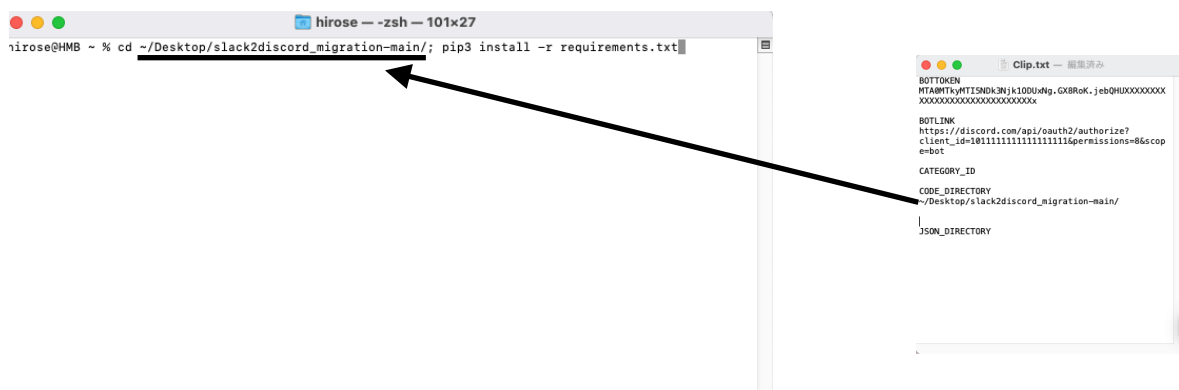 hirose — -zsh — 101×27
hirose@HMB ~ % cd ~/Desktop/slack2discord_migration-main/; pip3 install -r requirements.txt
Clip.txt — 編集済み
BOTTOKEN
MTA0MTkyMTI5NDk3Njk1ODUxNg.GX8RoK.jebQHUXXXXXXXX
XXXXXXXXXXXXXXXXXXXXXXx
BOTLINK
https://discord.com/api/oauth2/authorize?
client_id=1011111111111111111&permissions=8&scop
e=bot
CATEGORY_ID
CODE_DIRECTORY
~/Desktop/slack2discord_migration-main/
JSON_DIRECTORY